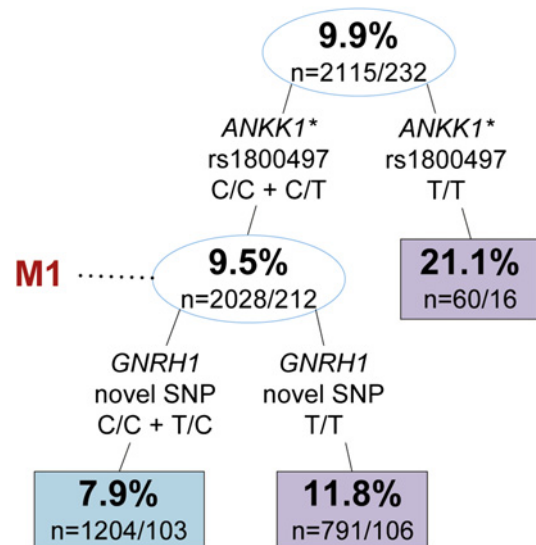 9.9%
n=2115/232
ANKK1*
rs1800497
C/C + C/T
ANKK1*
rs1800497
T/T
M1
9.5%
n=2028/212
21.1%
n=60/16
GNRH1
novel SNP
C/C + T/C
GNRH1
novel SNP
T/T
7.9%
n=1204/103
11.8%
n=791/106